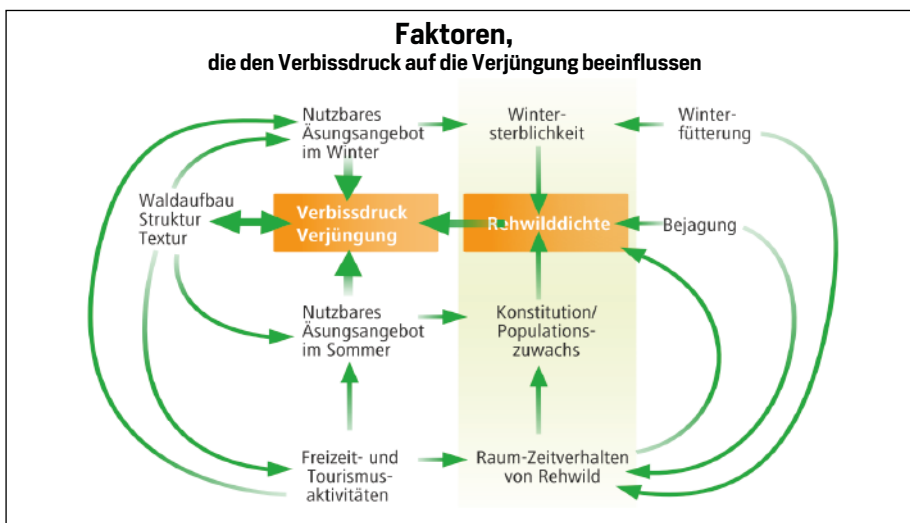 Faktoren,
die den Verbissdruck auf die Verjüngung beeinflussen
Nutzbares
Äsungsangebot
im Winter
Winter-
sterblichkeit
Winter-
fütterung
Waldaufbau
Struktur
Textur
Verbissdruck
Verjüngung
Rehwilddichte
Bejagung
Nutzbares
Äsungsangebot
im Sommer
Konstitution/
Populations-
zuwachs
Freizeit- und
Tourismus-
aktivitäten
Raum-Zeitverhalten
von Rehwild